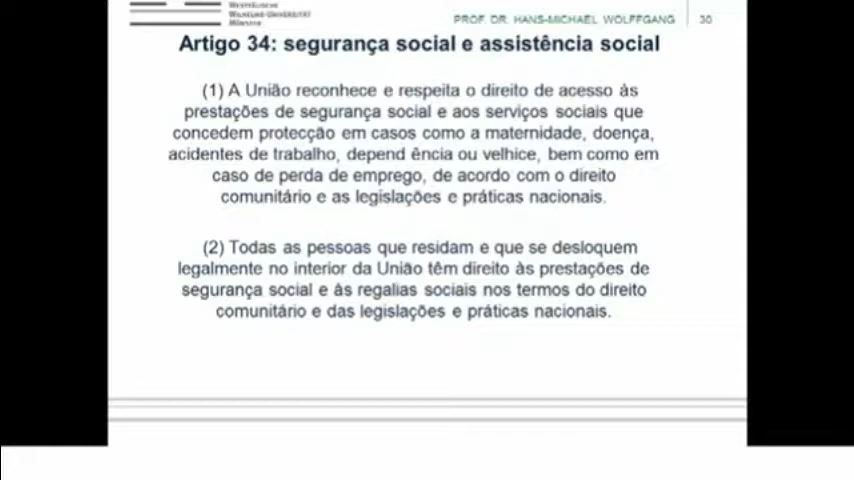 WESTFÄLISCHE
WILHELMS-UNIVERSITÄT
MÜNSTER
PROF. DR. HANS-MICHAEL WOLFFGANG
30
Artigo 34: segurança social e assistência social
(1) A União reconhece e respeita o direito de acesso às
prestações de segurança social e aos serviços sociais que
concedem protecção em casos como a maternidade, doença,
acidentes de trabalho, depend ência ou velhice, bem como em
caso de perda de emprego, de acordo com o direito
comunitário e as legislações e práticas nacionais.
(2) Todas as pessoas que residam e que se desloquem
legalmente no interior da União têm direito às prestações de
segurança social e às regalias sociais nos termos do direito
comunitário e das legislações e práticas nacionais.